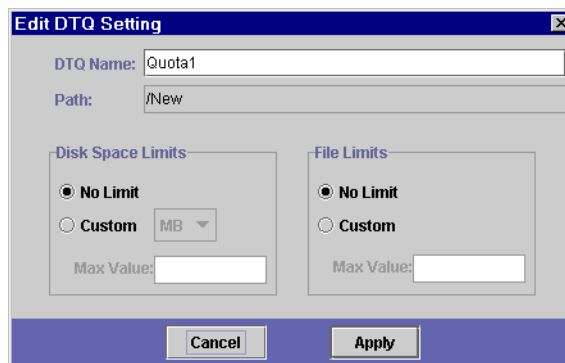 Edit DTQ Setting
DTQ Name: Quota1
Path: /New
Disk Space Limits
No Limit
Custom MB
Max Value:
File Limits
No Limit
Custom
Max Value:
Cancel Apply